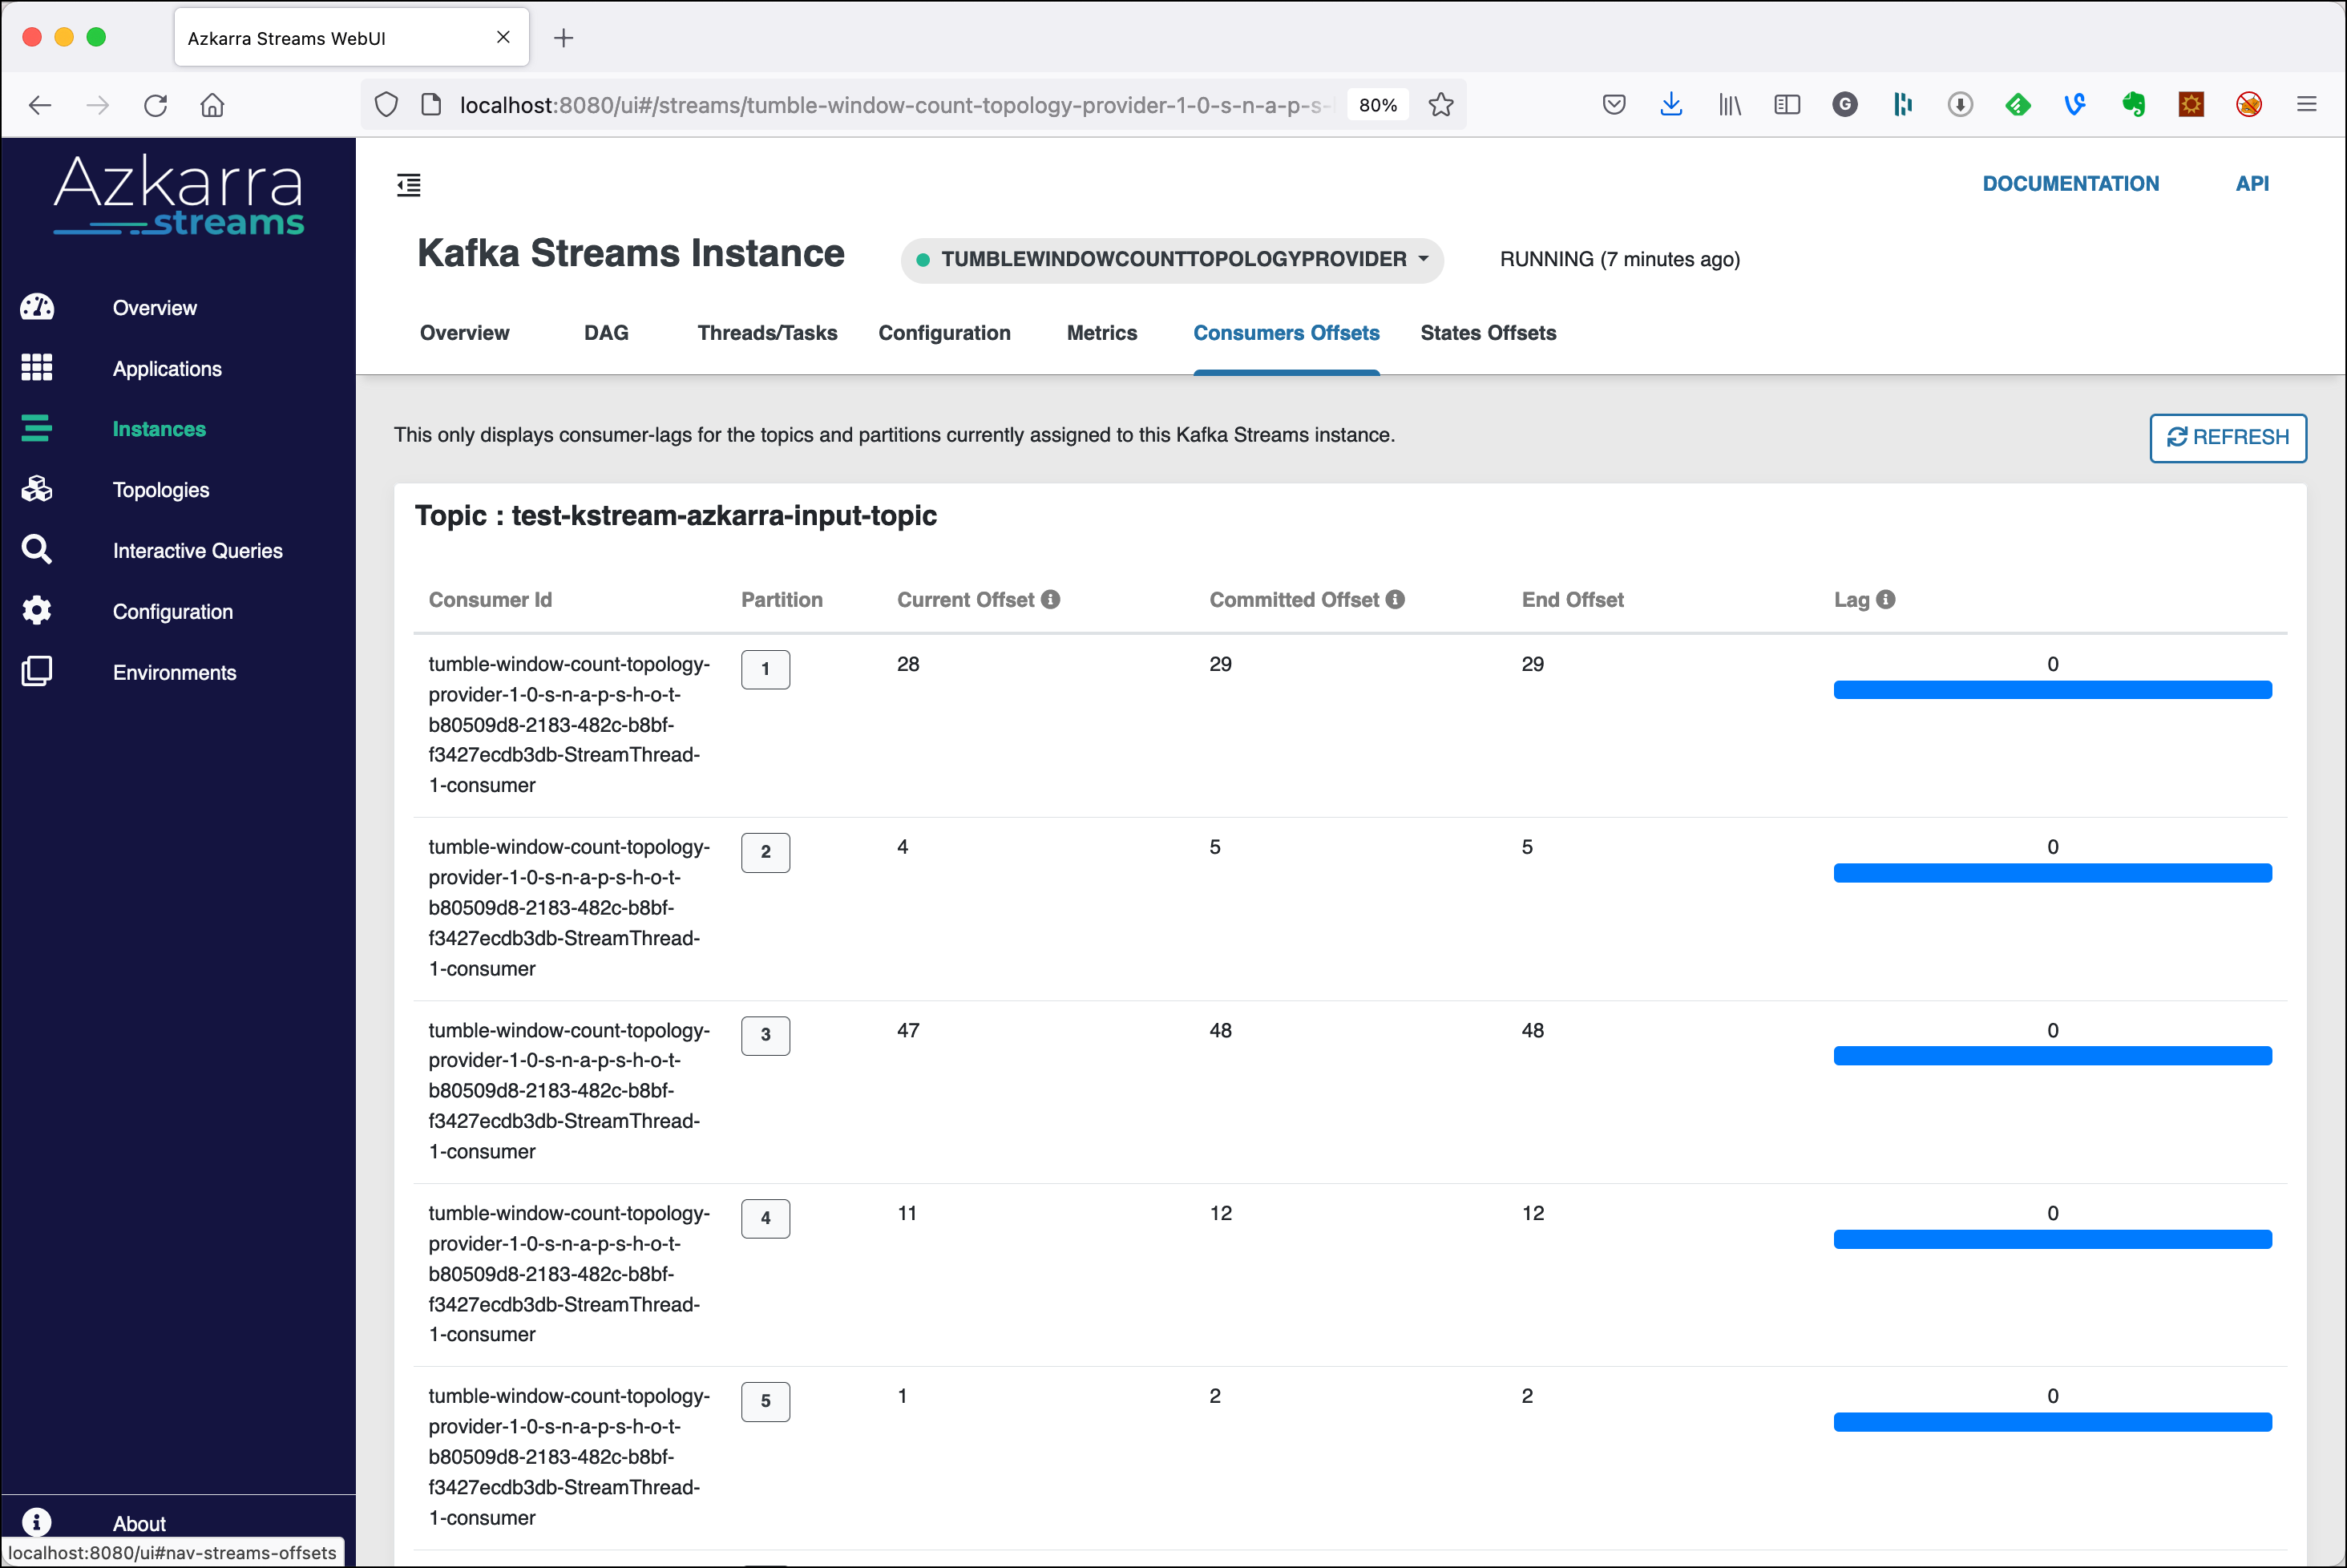 Azkarra Streams WebUI
localhost:8080/ui#/streams/tumble-window-count-topology-provider-1-0-s-n-a-p-s-
80%
Azkarra
streams
DOCUMENTATION
API
Kafka Streams Instance
TUMBLEWINDOWCOUNTTOPOLOGYPROVIDER
RUNNING (7 minutes ago)
Overview
DAG
Threads/Tasks
Configuration
Metrics
Consumers Offsets
States Offsets
Overview
Applications
Instances
Topologies
Interactive Queries
Configuration
Environments
About
localhost:8080/ui#nav-streams-offsets
This only displays consumer-lags for the topics and partitions currently assigned to this Kafka Streams instance.
REFRESH
Topic : test-kstream-azkarra-input-topic
Consumer Id Partition Current Offset Committed Offset End Offset Lag
tumble-window-count-topology- 1 28 29 29 0
provider-1-0-s-n-a-p-s-h-o-t-
b80509d8-2183-482c-b8bf-
f3427ecdb3db-StreamThread-
1-consumer
tumble-window-count-topology- 2 4 5 5 0
provider-1-0-s-n-a-p-s-h-o-t-
b80509d8-2183-482c-b8bf-
f3427ecdb3db-StreamThread-
1-consumer
tumble-window-count-topology- 3 47 48 48 0
provider-1-0-s-n-a-p-s-h-o-t-
b80509d8-2183-482c-b8bf-
f3427ecdb3db-StreamThread-
1-consumer
tumble-window-count-topology- 4 11 12 12 0
provider-1-0-s-n-a-p-s-h-o-t-
b80509d8-2183-482c-b8bf-
f3427ecdb3db-StreamThread-
1-consumer
tumble-window-count-topology- 5 1 2 2 0
provider-1-0-s-n-a-p-s-h-o-t-
b80509d8-2183-482c-b8bf-
f3427ecdb3db-StreamThread-
1-consumer